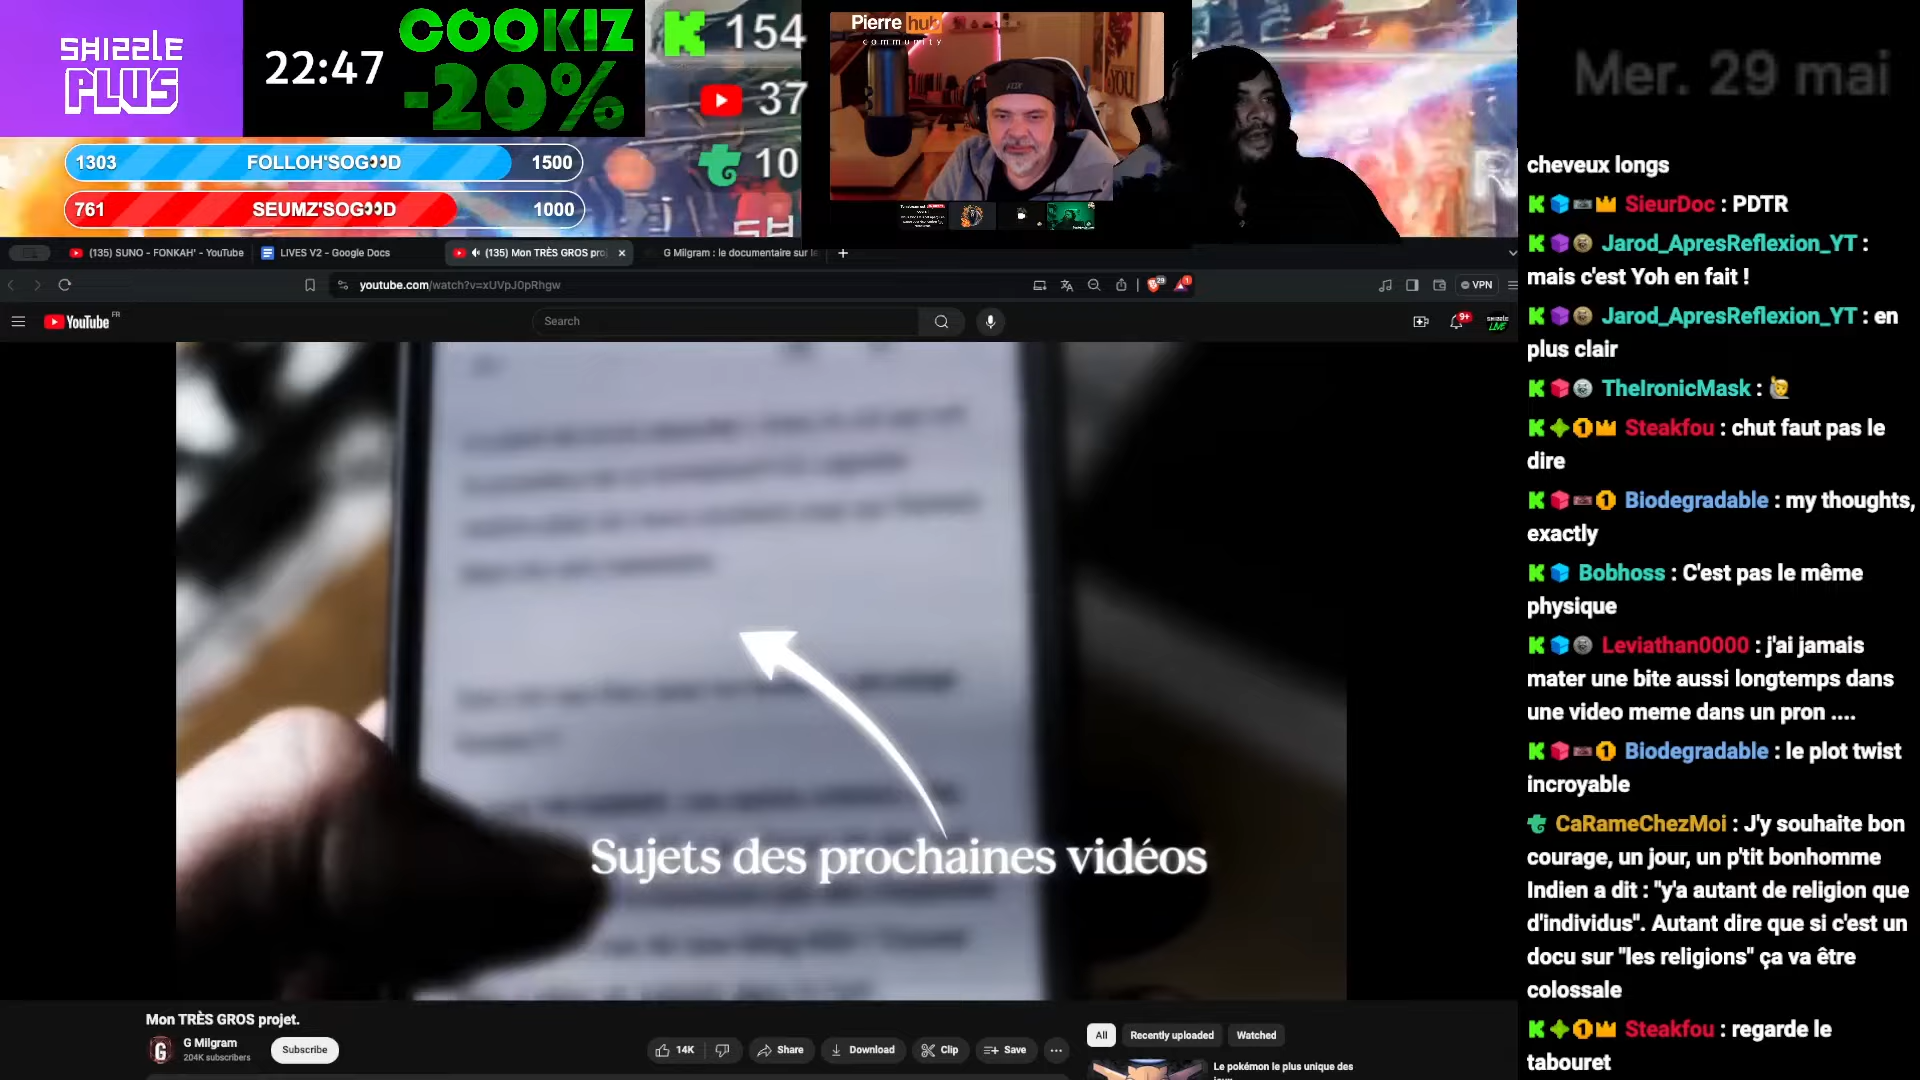 SHIZZLE
PLUS
22:47
COOKIZ
-20%
154
37
10
1303 FOLLOH'SOG👀D 1500
761 SEUMZ'SOG👀D 1000
Pierre hub
community
Mer. 29 mai
(135) SUNO - FONKAH' - YouTube
LIVES V2 - Google Docs
(135) Mon TRÈS GROS pro
G Milgram : le documentaire sur le
youtube.com/watch?v=xUVpJ0pRhgw
VPN
YouTube FR
Search
9+
SHIZZLE
LIVE
Sujets des prochaines vidéos
Mon TRÈS GROS projet.
G Milgram
204K subscribers
Subscribe
14K
Share
Download
Clip
Save
All
Recently uploaded
Watched
Le pokémon le plus unique des
cheveux longs
SieurDoc : PDTR
Jarod_ApresReflexion_YT :
mais c'est Yoh en fait !
Jarod_ApresReflexion_YT : en
plus clair
TheIronicMask : 🙋
Steakfou : chut faut pas le
dire
Biodegradable : my thoughts,
exactly
Bobhoss : C'est pas le même
physique
Leviathan0000 : j'ai jamais
mater une bite aussi longtemps dans
une video meme dans un pron ....
Biodegradable : le plot twist
incroyable
CaRameChezMoi : J'y souhaite bon
courage, un jour, un p'tit bonhomme
Indien a dit : "y'a autant de religion que
d'individus". Autant dire que si c'est un
docu sur "les religions" ça va être
colossale
Steakfou : regarde le
tabouret